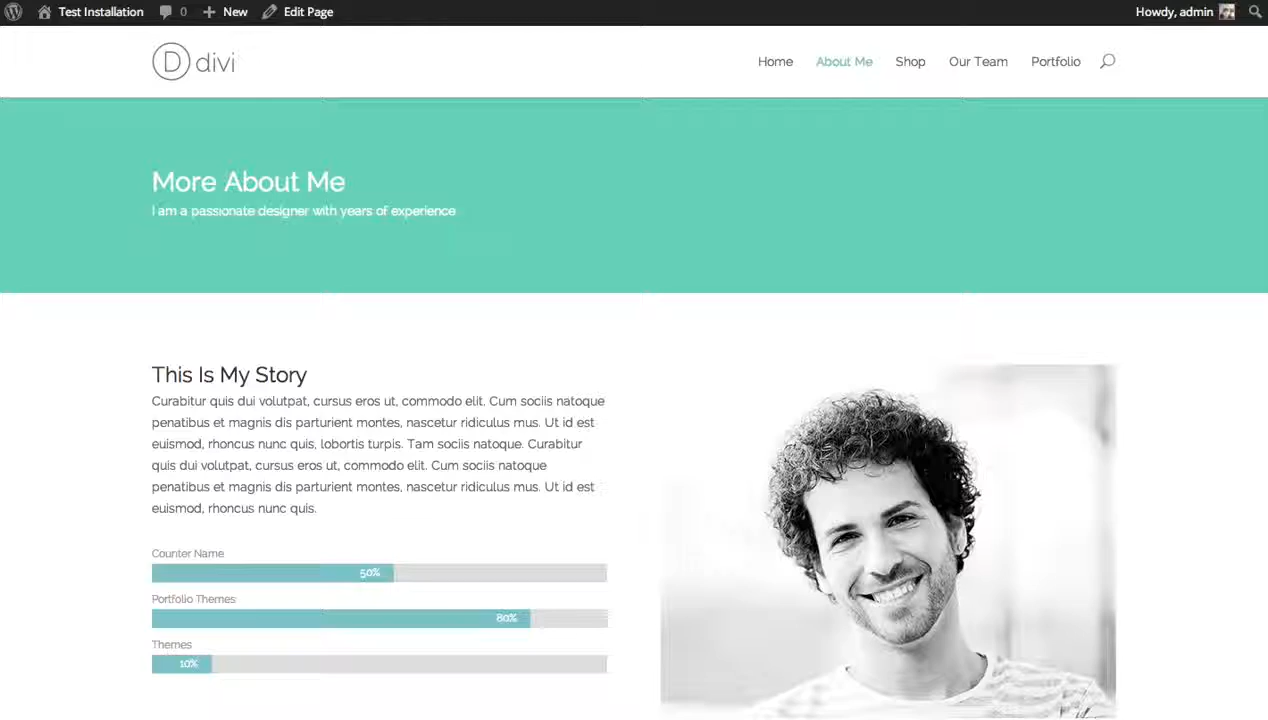 Test Installation 0 New Edit Page Howdy, admin
D divi Home About Me Shop Our Team Portfolio
More About Me
I am a passionate designer with years of experience
This Is My Story
Curabitur quis dui volutpat, cursus eros ut, commodo elit. Cum sociis natoque
penatibus et magnis dis parturient montes, nascetur ridiculus mus. Ut id est
euismod, rhoncus nunc quis, lobortis turpis. Tam sociis natoque. Curabitur
quis dui volutpat, cursus eros ut, commodo elit. Cum sociis natoque
penatibus et magnis dis parturient montes, nascetur ridiculus mus. Ut id est
euismod, rhoncus nunc quis.
Counter Name
50%
Portfolio Themes
80%
Themes
10%